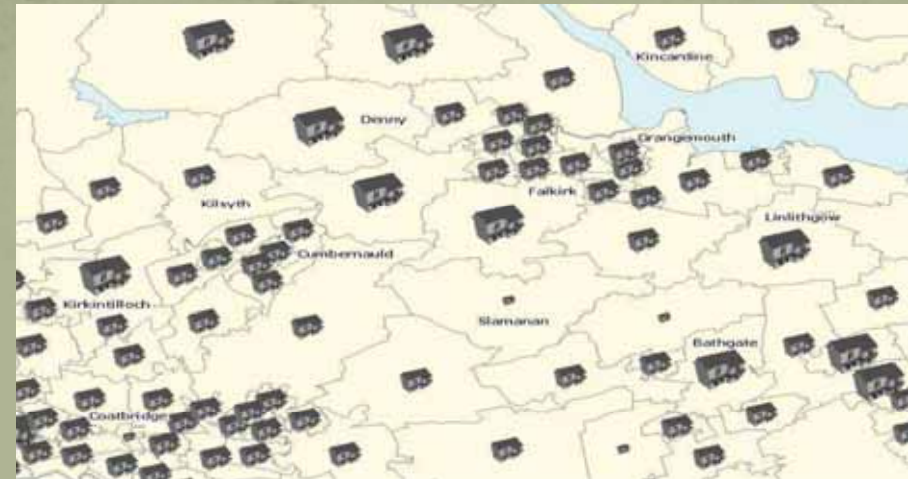 Kincardine
Denny
Grangemouth
Falkirk
Kilsyth
Linlithgow
Cumbernauld
Kirkintilloch
Slamanan
Bathgate
Coatbridge